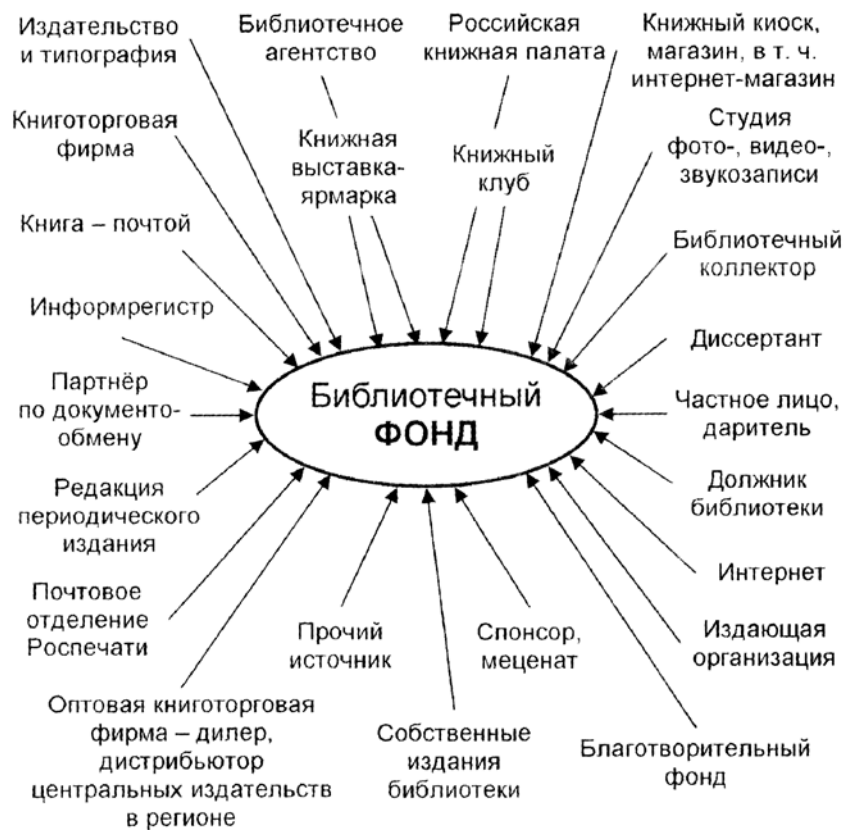 Издательство
и типография
Библиотечное
агентство
Российская
книжная палата
Книжный киоск,
магазин, в т. ч.
интернет-магазин
Книготорговая
фирма
Книжная
выставка-
ярмарка
Книжный
клуб
Студия
фото-, видео-,
звукозаписи
Книга – почтой
Библиотечный
коллектор
Информрегистр
Диссертант
Партнёр
по документо-
обмену
Библиотечный
ФОНД
Частное лицо,
даритель
Редакция
периодического
издания
Должник
библиотеки
Почтовое
отделение
Роспечати
Прочий
источник
Спонсор,
меценат
Интернет
Издающая
организация
Оптовая книготорговая
фирма – дилер,
дистрибьютор
центральных издательств
в регионе
Собственные
издания
библиотеки
Благотворительный
фонд